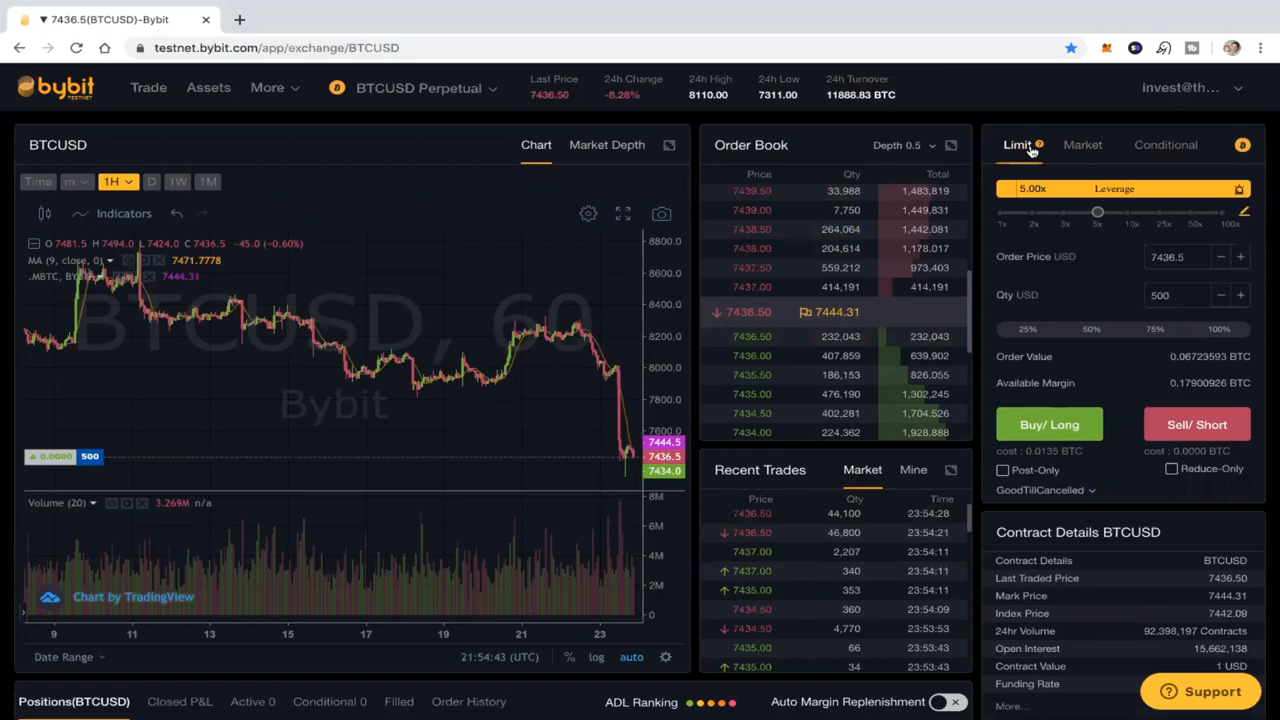 ▼ 7436.5(BTCUSD)-Bybit
testnet.bybit.com/app/exchange/BTCUSD
bybit
TESTNET
Trade Assets More
BTCUSD Perpetual
Last Price 24h Change 24h High 24h Low 24h Turnover
7436.50 -8.28% 8110.00 7311.00 11888.83 BTC
invest@th...
BTCUSD
Chart Market Depth
Time m 1H D 1W 1M
Indicators
O 7481.5 H 7494.0 L 7424.0 C 7436.5 -45.0 (-0.60%)
MA (9, close, 0) 7471.7778
7444.31
BTCUSD, 60
Bybit
8800.0
8600.0
8400.0
8200.0
8000.0
7800.0
7600.0
7444.5
7436.5
7434.0
0.0000 500
Volume (20) 3.269M n/a
8M
6M
4M
2M
0
Chart by TradingView
9 11 13 15 17 19 21 23
Date Range 21:54:43 (UTC) % log auto
Order Book Depth 0.5
Price Qty Total
7439.50 33,988 1,483,819
7439.00 7,750 1,449,831
7438.50 264,064 1,442,081
7438.00 204,614 1,178,017
7437.50 559,212 973,403
7437.00 414,191 414,191
7436.50 7444.31
7436.50 232,043 232,043
7436.00 407,859 639,902
7435.50 186,153 826,055
7435.00 476,190 1,302,245
7434.50 402,281 1,704,526
7434.00 224,362 1,928,888
Recent Trades Market Mine
Price Qty Time
7436.50 44,100 23:54:28
7436.50 46,800 23:54:21
7437.00 2,207 23:54:11
7437.00 340 23:54:11
7435.00 353 23:54:11
7434.50 360 23:54:09
7434.50 4,770 23:53:53
7435.00 66 23:53:43
7435.00 34 23:53:43
Limit Market Conditional
5.00x Leverage
1x 2x 3x 5x 10x 25x 50x 100x
Order Price USD 7436.5 − +
Qty USD 500 − +
25% 50% 75% 100%
Order Value 0.06723593 BTC
Available Margin 0.17900926 BTC
Buy/ Long Sell/ Short
cost : 0.0135 BTC cost : 0.0000 BTC
Post-Only Reduce-Only
GoodTillCancelled
Contract Details BTCUSD
Contract Details BTCUSD
Last Traded Price 7436.50
Mark Price 7444.31
Index Price 7442.09
24hr Volume 92,398,197 Contracts
Open Interest 15,662,138
Contract Value 1 USD
Funding Rate
More...
Support
Positions(BTCUSD) Closed P&L Active 0 Conditional 0 Filled Order History
ADL Ranking
Auto Margin Replenishment